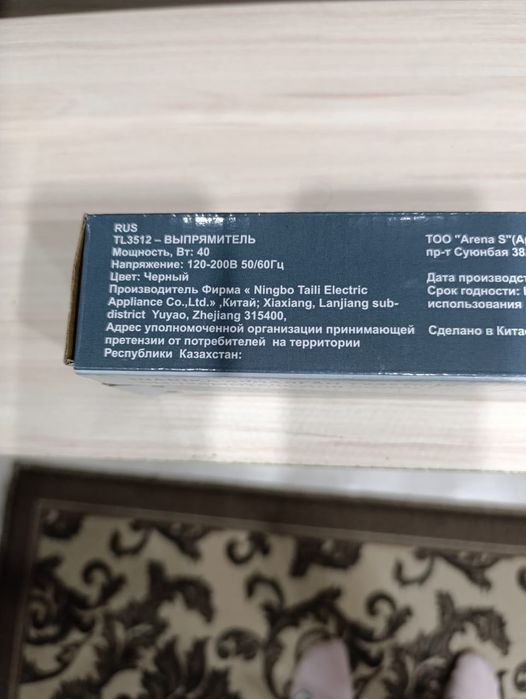 RUS
TL3512 – ВЫПРЯМИТЕЛЬ
Мощность, Вт: 40
Напряжение: 120-200В 50/60Гц
Цвет: Черный
Производитель Фирма « Ningbo Taili Electric
Appliance Co.,Ltd.» ,Китай; Xiaxiang, Lanjiang sub-
district Yuyao, Zhejiang 315400,
Адрес уполномоченной организации принимающей
претензии от потребителей на территории
Республики Казахстан:
ТОО "Arena S"
пр-т Суюнбая
Дата
Срок годности:
использования
Сделано в